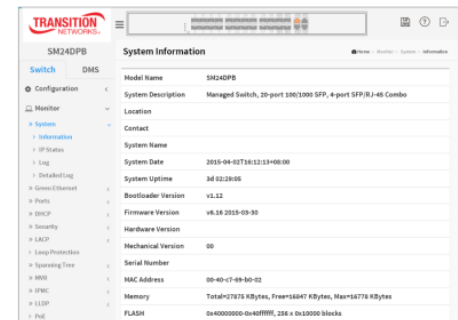 TRANSITION
NETWORKS
SM24DPB
System Information
Home - Monitor - System - Information
Switch DMS
Configuration
Monitor
System
Information
IP Status
Log
Detailed Log
Green Ethernet
Ports
DHCP
Security
LACP
Loop Protection
Spanning Tree
MVR
IPMC
LLDP
PoE
Model Name SM24DPB
System Description Managed Switch, 20-port 100/1000 SFP, 4-port SFP/RJ-45 Combo
Location
Contact
System Name
System Date 2015-04-02T16:12:13+08:00
System Uptime 3d 02:29:05
Bootloader Version v1.12
Firmware Version v6.16 2015-03-30
Hardware Version
Mechanical Version 00
Serial Number
MAC Address 00-40-c7-69-b0-02
Memory Total=27875 KBytes, Free=16847 KBytes, Max=16778 KBytes
FLASH 0x40000000-0x40ffffff, 256 x 0x10000 blocks